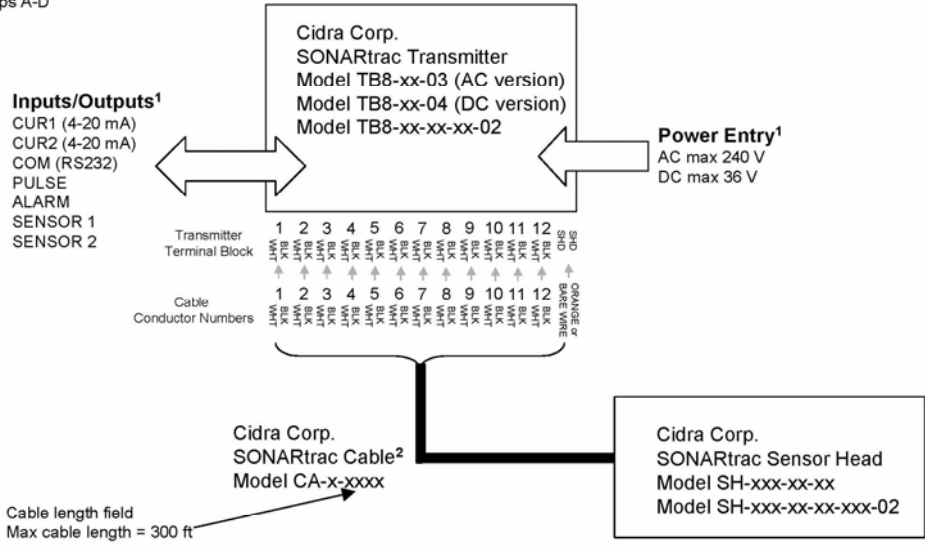 ps A-D
Cidra Corp.
SONARtrac Transmitter
Model TB8-xx-03 (AC version)
Model TB8-xx-04 (DC version)
Model TB8-xx-xx-xx-02
Inputs/Outputs¹
CUR1 (4-20 mA)
CUR2 (4-20 mA)
COM (RS232)
PULSE
ALARM
SENSOR 1
SENSOR 2
Power Entry¹
AC max 240 V
DC max 36 V
Transmitter
Terminal Block
1 2 3 4 5 6 7 8 9 10 11 12
WHT BLK WHT BLK WHT BLK WHT BLK WHT BLK WHT BLK WHT BLK WHT BLK WHT BLK WHT BLK WHT BLK WHT BLK SHD SHD
Cable
Conductor Numbers
1 2 3 4 5 6 7 8 9 10 11 12
WHT BLK WHT BLK WHT BLK WHT BLK WHT BLK WHT BLK WHT BLK WHT BLK WHT BLK WHT BLK WHT BLK WHT BLK
ORANGE or
BARE WIRE
Cidra Corp.
SONARtrac Cable²
Model CA-x-xxxx
Cable length field
Max cable length = 300 ft
Cidra Corp.
SONARtrac Sensor Head
Model SH-xxx-xx-xx
Model SH-xxx-xx-xx-xxx-02